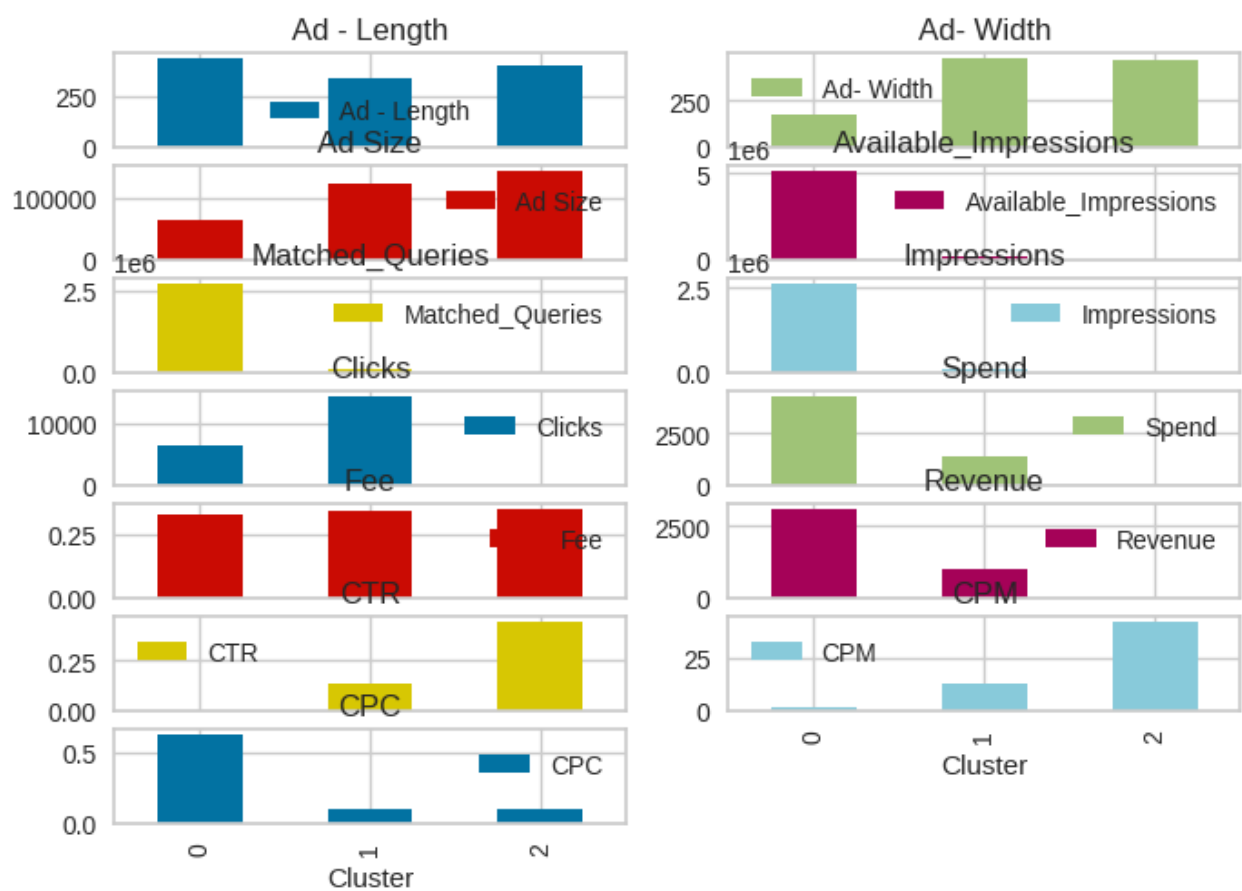 Ad - Length
250
0
Ad - Length
Ad- Width
250
0
Ad- Width
Ad Size
100000
0
Ad Size
Available_Impressions
1e6
5
0
Available_Impressions
Matched_Queries
1e6
2.5
0.0
Matched_Queries
Impressions
1e6
2.5
0.0
Impressions
Clicks
10000
0
Clicks
Spend
2500
0
Spend
Fee
0.25
0.00
Fee
Revenue
2500
0
Revenue
CTR
0.25
0.00
CTR
CPM
25
0
CPM
0
1
2
Cluster
CPC
0.5
0.0
CPC
0
1
2
Cluster